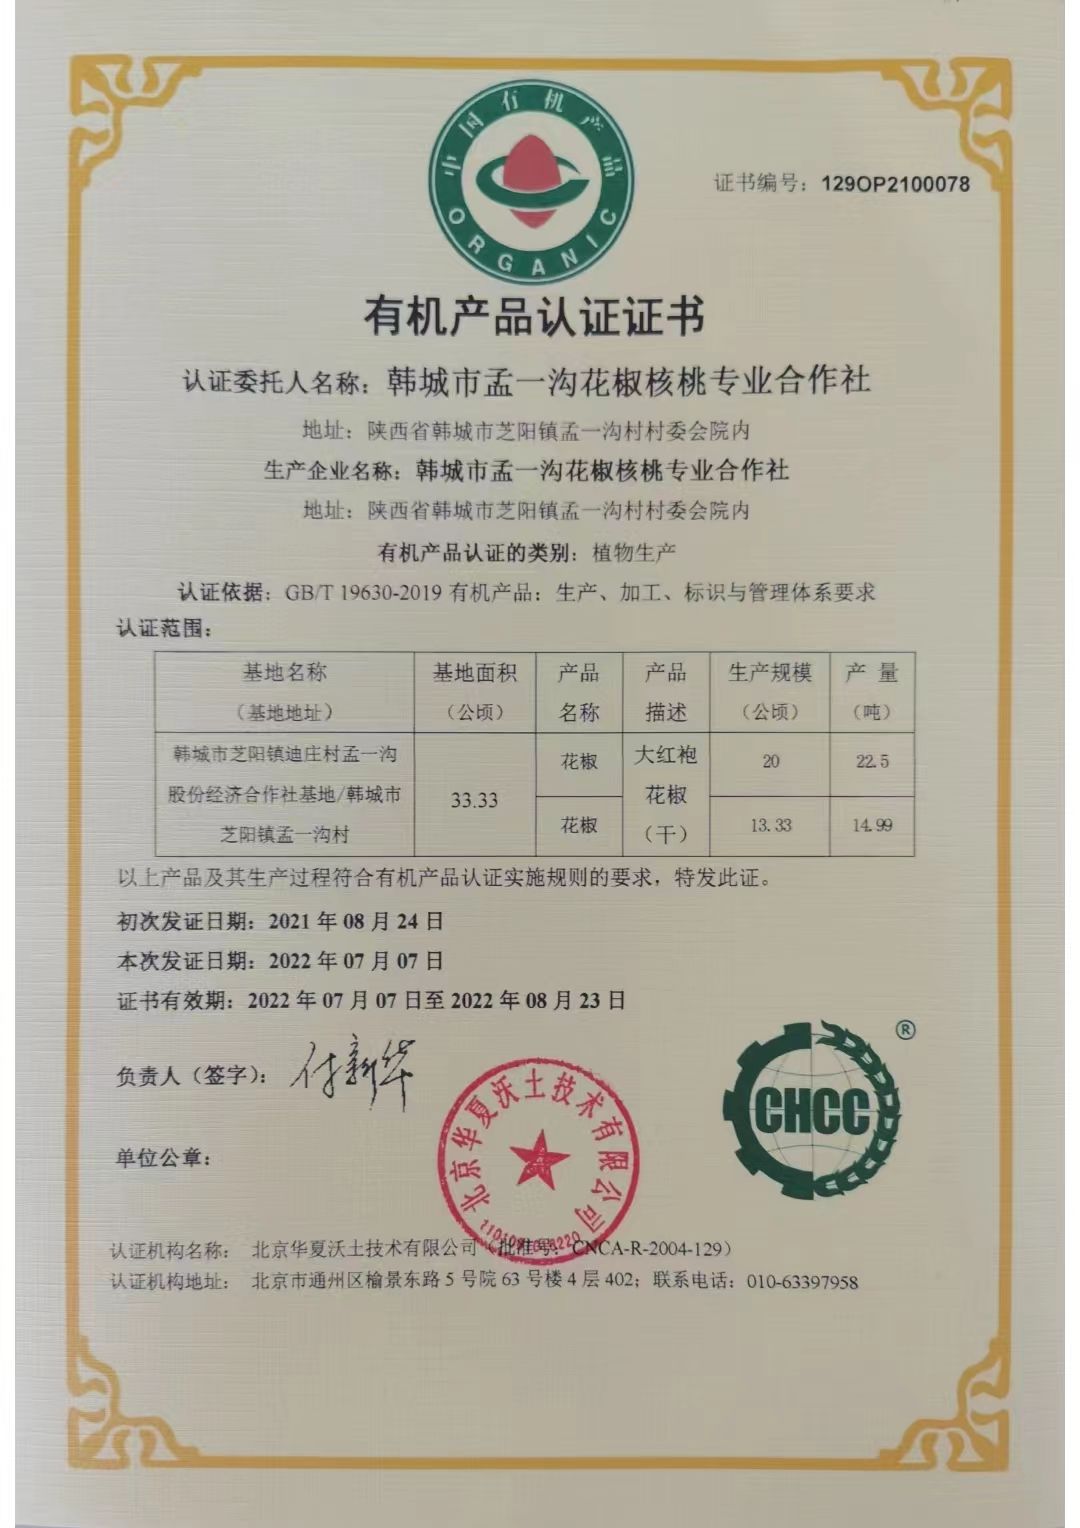 中国有机产品
ORGANIC
证书编号：129OP2100078
有机产品认证证书
认证委托人名称：韩城市孟一沟花椒核桃专业合作社
地址：陕西省韩城市芝阳镇孟一沟村村委会院内
生产企业名称：韩城市孟一沟花椒核桃专业合作社
地址：陕西省韩城市芝阳镇孟一沟村村委会院内
有机产品认证的类别：植物生产
认证依据：GB/T 19630-2019 有机产品：生产、加工、标识与管理体系要求
认证范围：
基地名称 基地面积 产品 产品 生产规模 产 量
（基地地址） （公顷） 名称 描述 （公顷） （吨）
韩城市芝阳镇迪庄村孟一沟 花椒 大红袍 20 22.5
股份经济合作社基地/韩城市 33.33 花椒
芝阳镇孟一沟村 花椒 （干） 13.33 14.99
以上产品及其生产过程符合有机产品认证实施规则的要求，特发此证。
初次发证日期：2021 年 08 月 24 日
本次发证日期：2022 年 07 月 07 日
证书有效期：2022 年 07 月 07 日至 2022 年 08 月 23 日
负责人（签字）：付新华
®
CHCC
北京华夏沃土技术有限公司
单位公章：
认证机构名称： 北京华夏沃土技术有限公司（批准号：CNCA-R-2004-129）
认证机构地址： 北京市通州区榆景东路 5 号院 63 号楼 4 层 402；联系电话：010-63397958